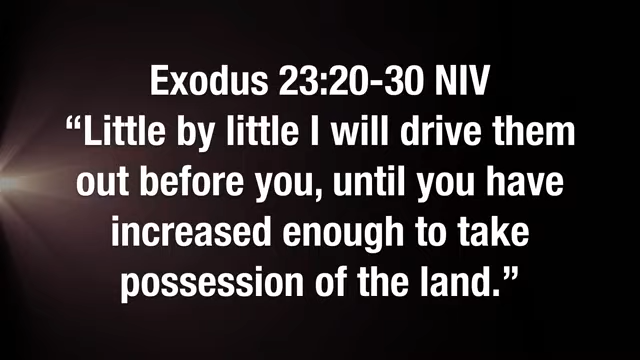 Exodus 23:20-30 NIV
“Little by little I will drive them
out before you, until you have
increased enough to take
possession of the land.”